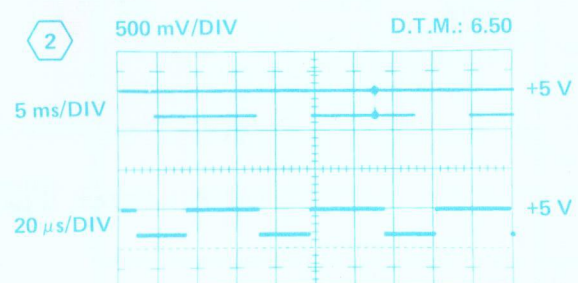 2
500 mV/DIV D.T.M.: 6.50
+5 V
5 ms/DIV
+5 V
20 μs/DIV